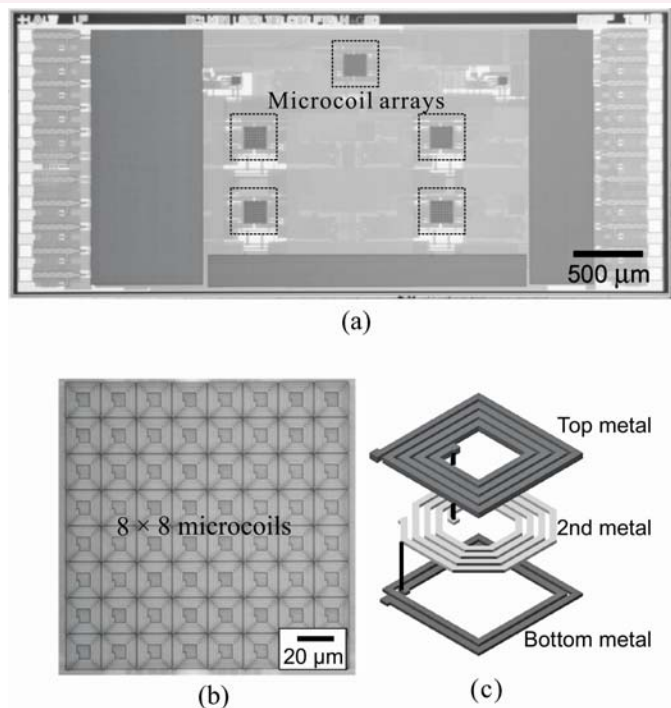 Microcoil arrays
500 µm
(a)
8 × 8 microcoils
20 µm
(b)
Top metal
2nd metal
Bottom metal
(c)